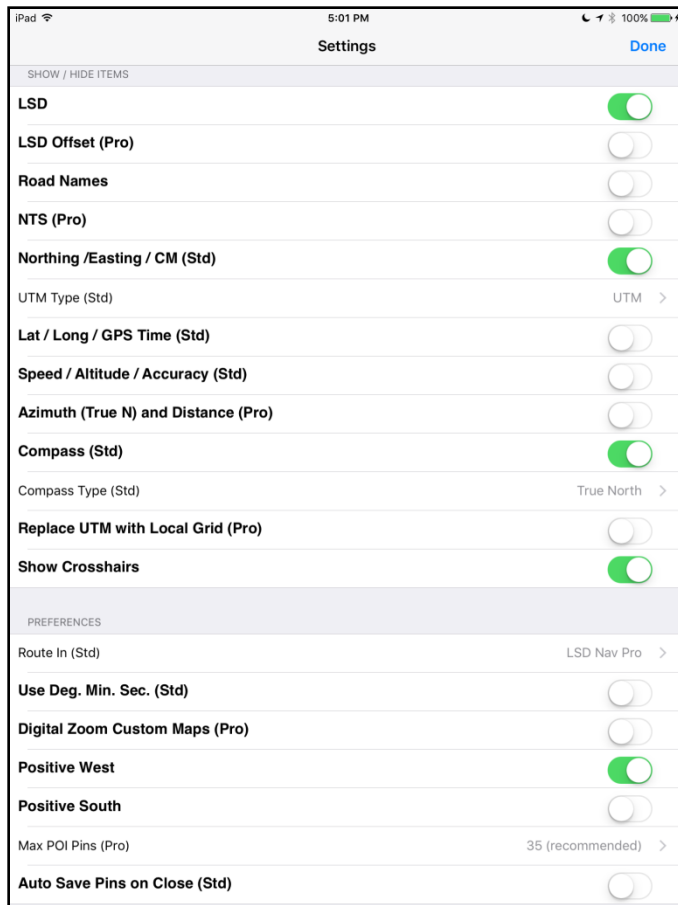 iPad 5:01 PM 100%
Settings Done
SHOW / HIDE ITEMS
LSD
LSD Offset (Pro)
Road Names
NTS (Pro)
Northing /Easting / CM (Std)
UTM Type (Std) UTM
Lat / Long / GPS Time (Std)
Speed / Altitude / Accuracy (Std)
Azimuth (True N) and Distance (Pro)
Compass (Std)
Compass Type (Std) True North
Replace UTM with Local Grid (Pro)
Show Crosshairs
PREFERENCES
Route In (Std) LSD Nav Pro
Use Deg. Min. Sec. (Std)
Digital Zoom Custom Maps (Pro)
Positive West
Positive South
Max POI Pins (Pro) 35 (recommended)
Auto Save Pins on Close (Std)